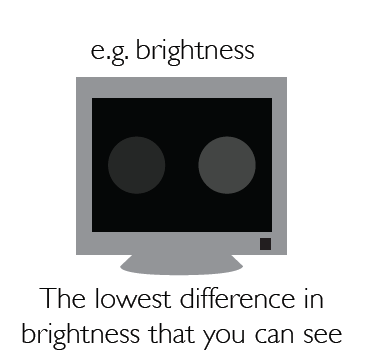 e.g. brightness
The lowest difference in
brightness that you can see